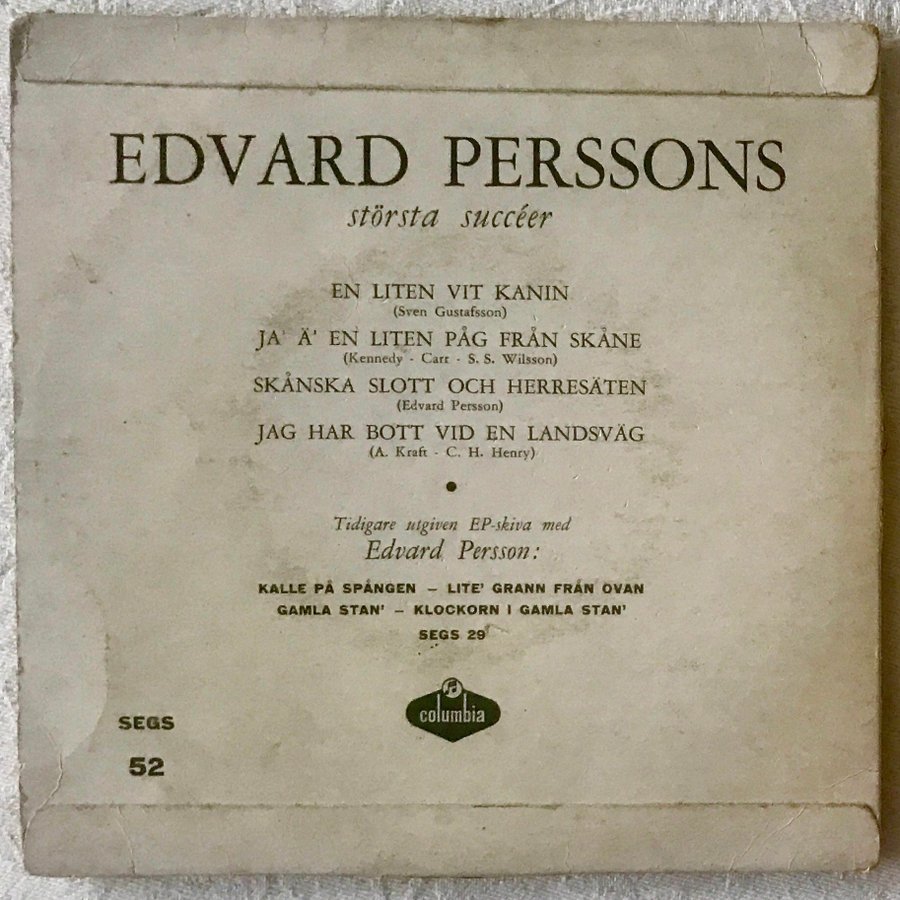 EDVARD PERSSONS
största succéer
EN LITEN VIT KANIN
(Sven Gustafsson)
JA' Ä' EN LITEN PÅG FRÅN SKÅNE
(Kennedy - Carr - S. S. Wilsson)
SKÅNSKA SLOTT OCH HERRESÄTEN
(Edvard Persson)
JAG HAR BOTT VID EN LANDSVÄG
(A. Kraft - C. H. Henry)
Tidigare utgiven EP-skiva med
Edvard Persson:
KALLE PÅ SPÅNGEN – LITE' GRANN FRÅN OVAN
GAMLA STAN' – KLOCKORN I GAMLA STAN'
SEGS 29
columbia
SEGS
52